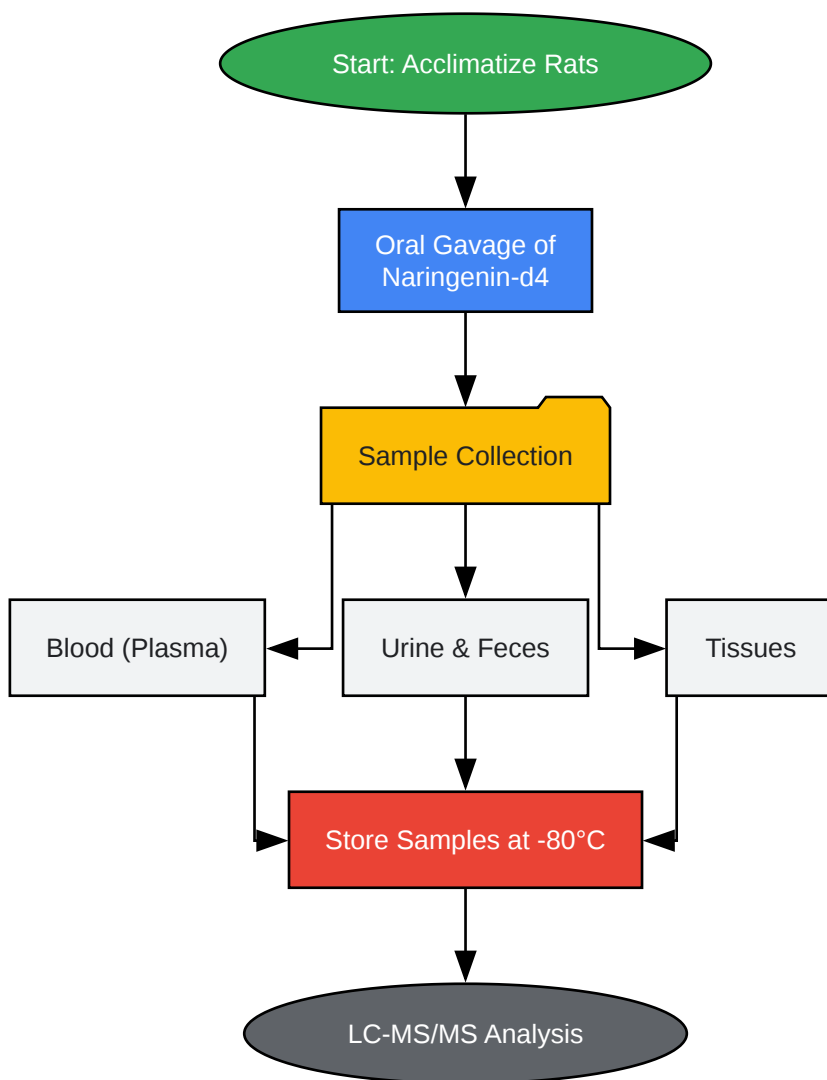 Start: Acclimatize Rats
Oral Gavage of
Naringenin-d4
Sample Collection
Blood (Plasma)
Urine & Feces
Tissues
Store Samples at -80°C
LC-MS/MS Analysis